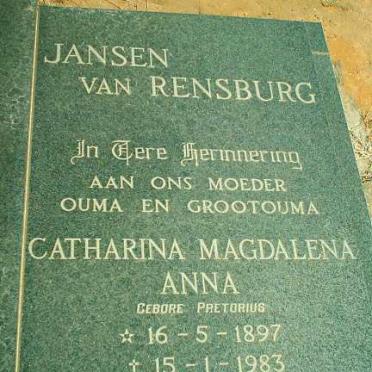 JANSEN
VAN RENSBURG
In Tere Herinnering
AAN ONS MOEDER
OUMA EN GROOTOUMA
CATHARINA MAGDALENA
ANNA
GEBORE PRETORIUS
☆ 16-5-1897
† 15-1-1983